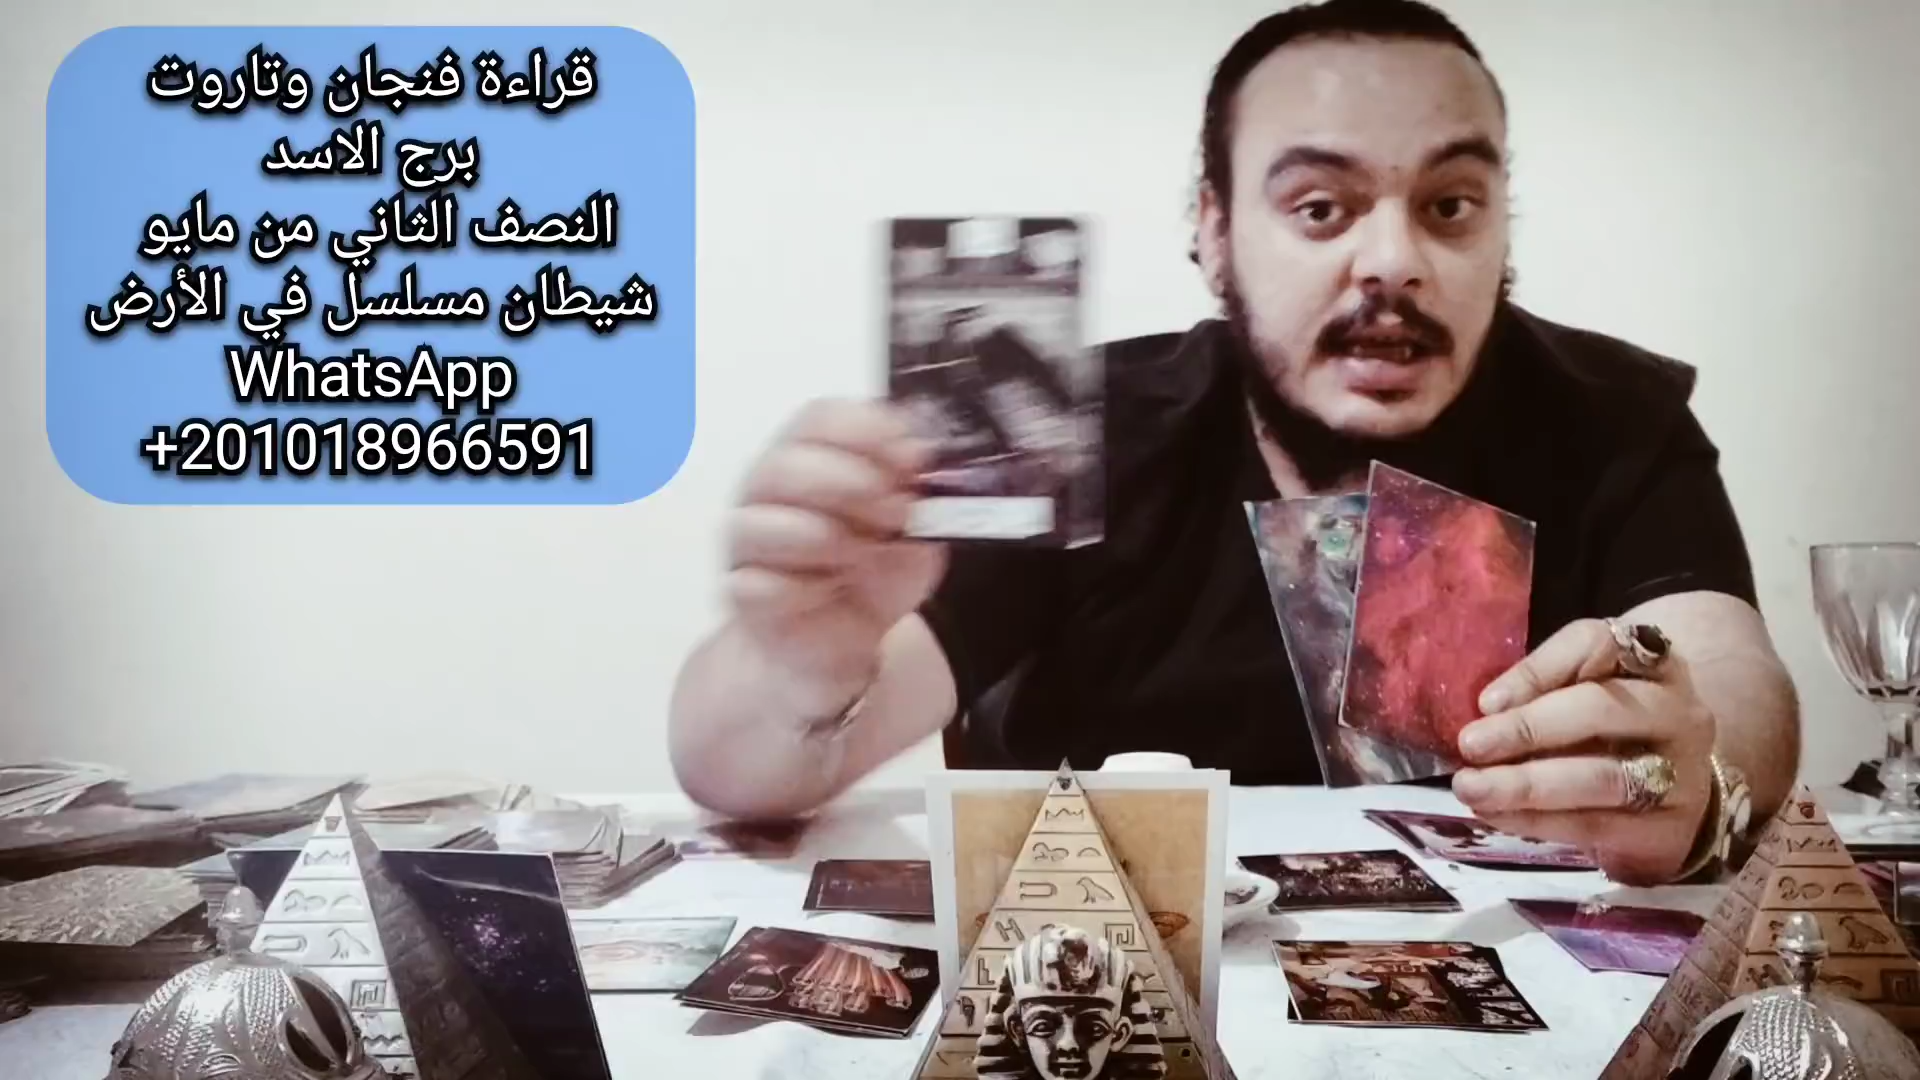 قراءة فنجان وتاروت
برج الاسد
النصف الثاني من مايو
شيطان مسلسل في الأرض
WhatsApp
+201018966591